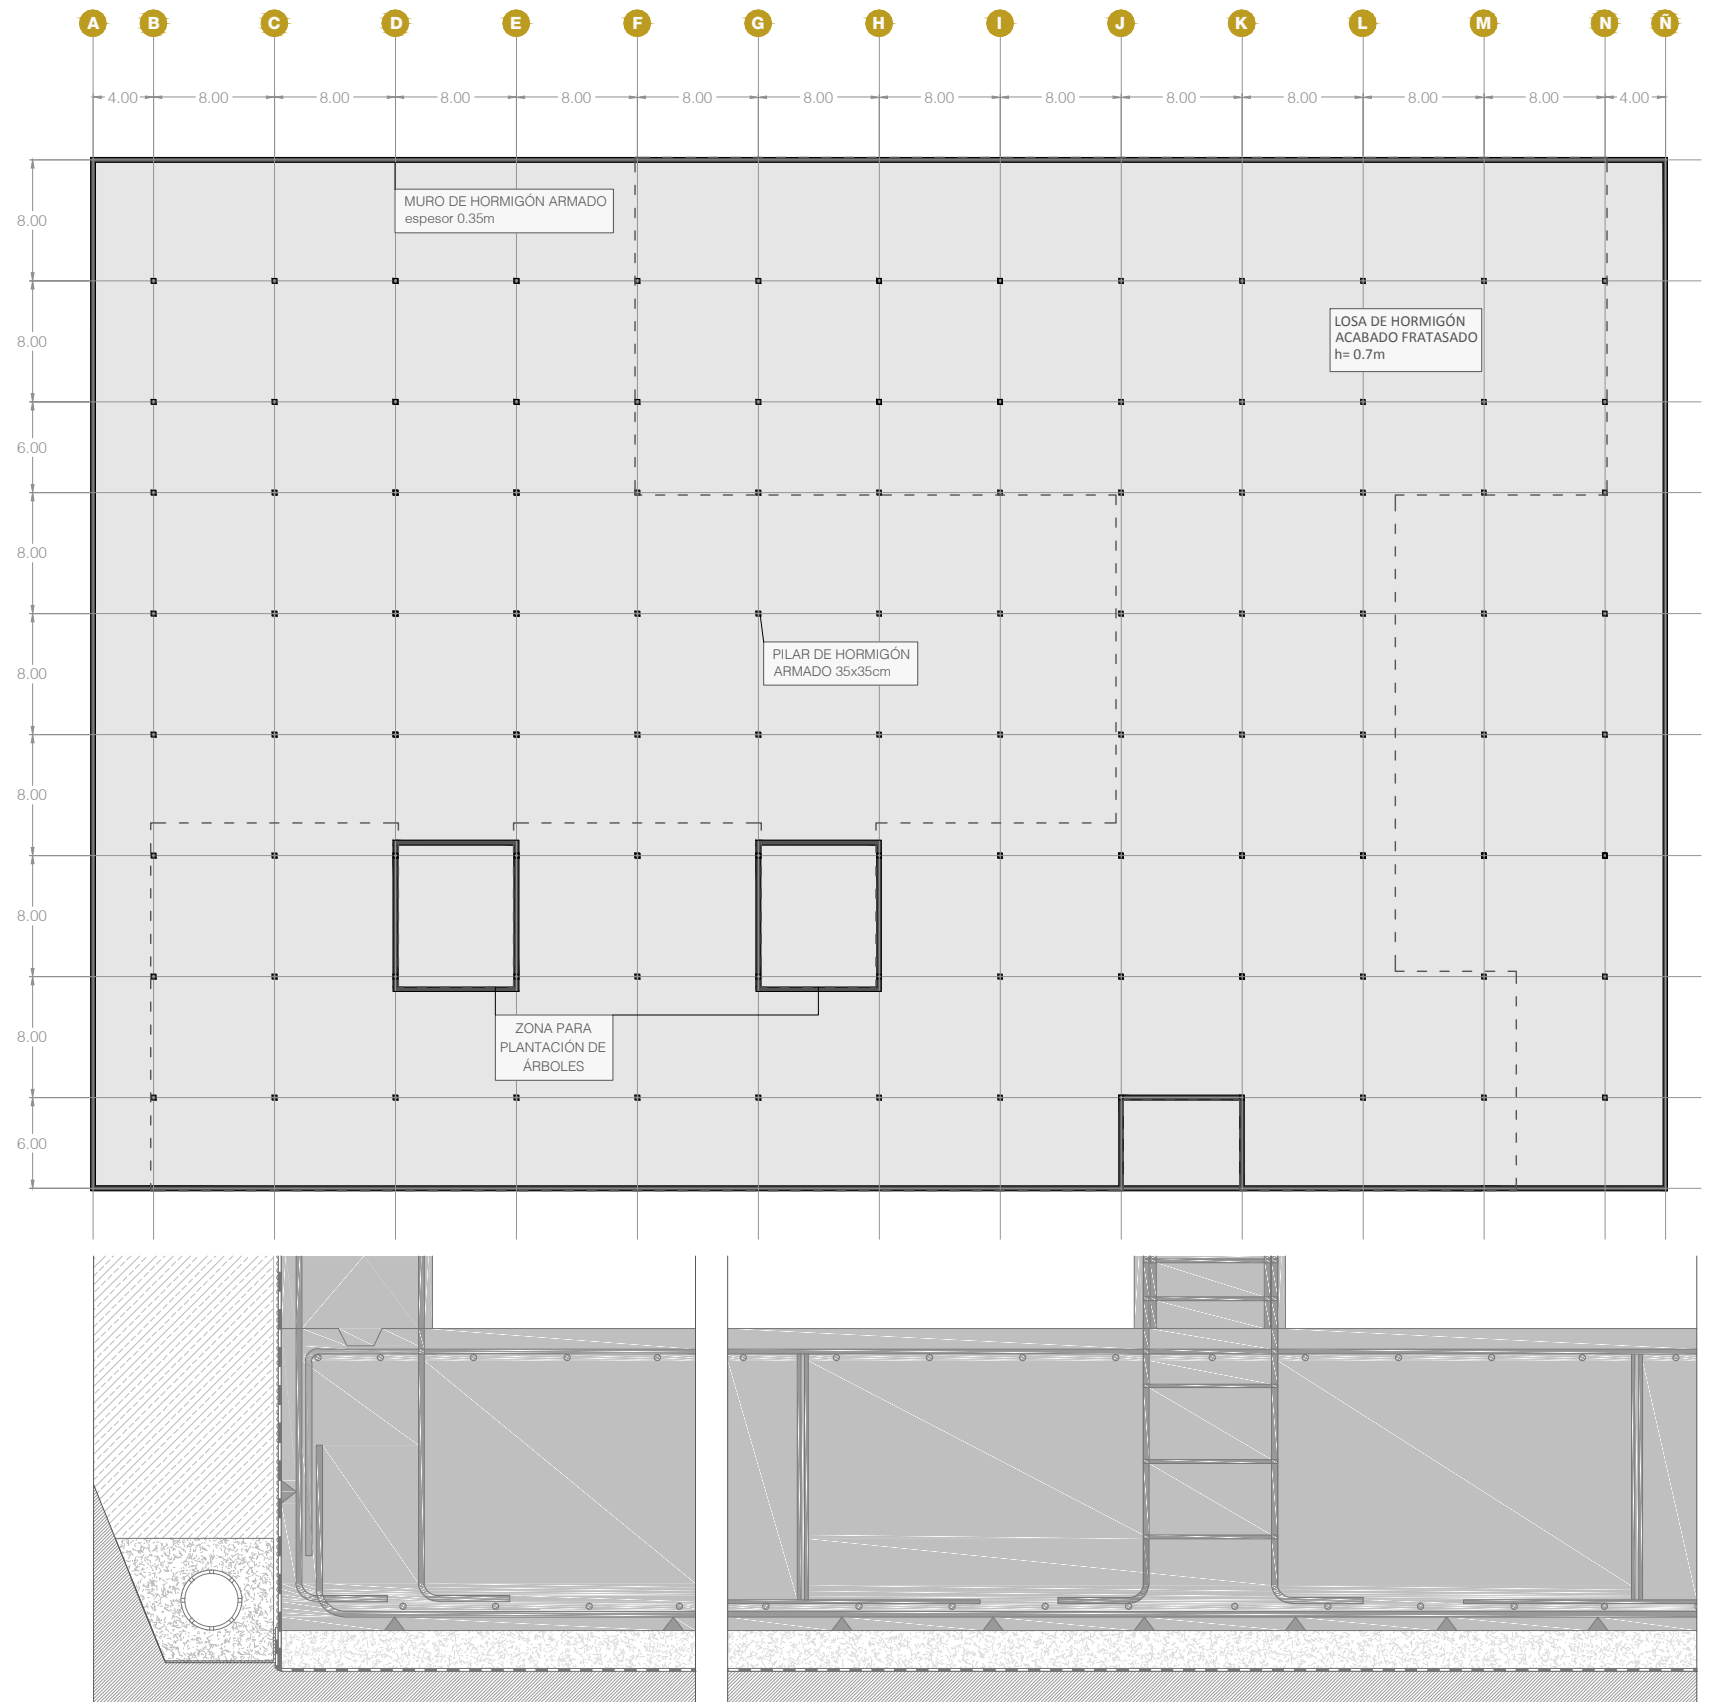 A B C D E F G H I J K L M N Ñ
4.00 8.00 8.00 8.00 8.00 8.00 8.00 8.00 8.00 8.00 8.00 8.00 8.00 4.00
8.00
MURO DE HORMIGÓN ARMADO
espesor 0.35m
8.00
LOSA DE HORMIGÓN
ACABADO FRATASADO
h= 0.7m
6.00
8.00
8.00
PILAR DE HORMIGÓN
ARMADO 35x35cm
8.00
8.00
8.00
ZONA PARA
PLANTACIÓN DE
ÁRBOLES
6.00